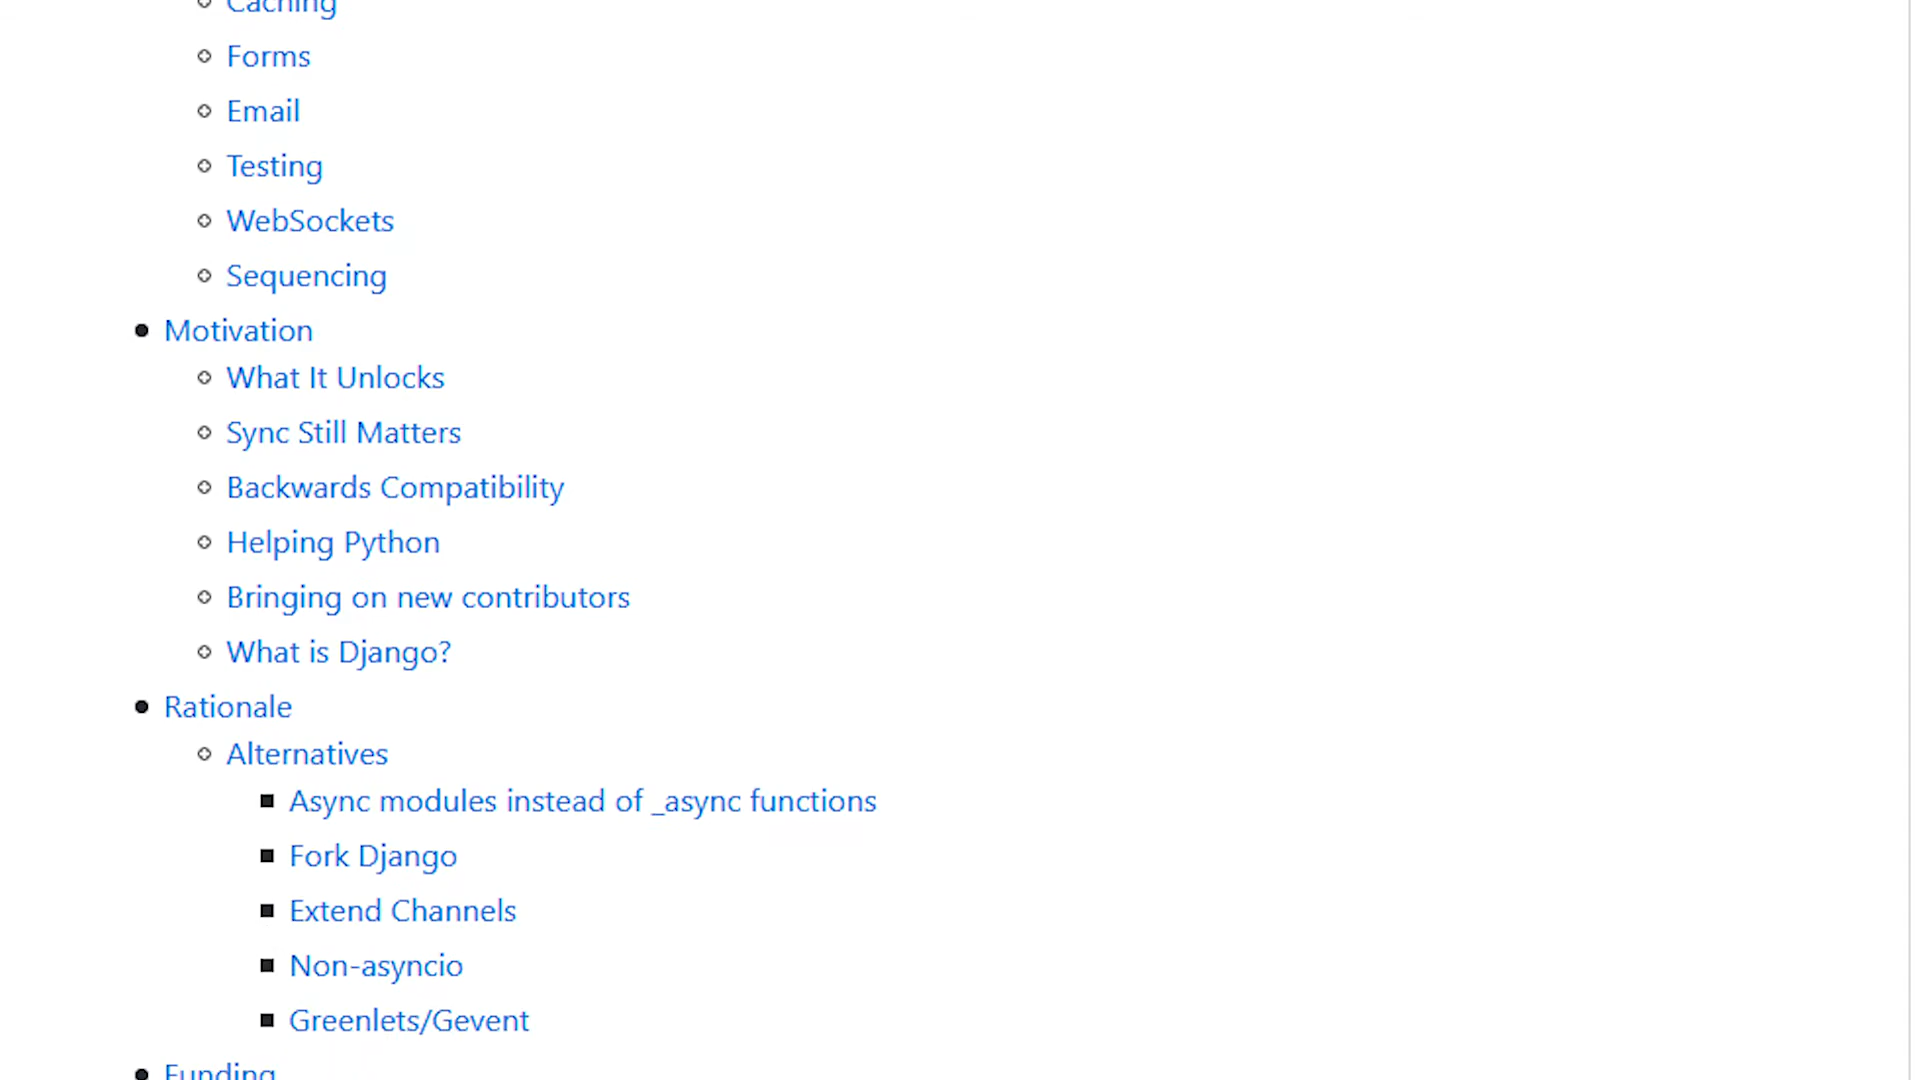 Caching
Forms
Email
Testing
WebSockets
Sequencing
Motivation
What It Unlocks
Sync Still Matters
Backwards Compatibility
Helping Python
Bringing on new contributors
What is Django?
Rationale
Alternatives
Async modules instead of _async functions
Fork Django
Extend Channels
Non-asyncio
Greenlets/Gevent
Funding